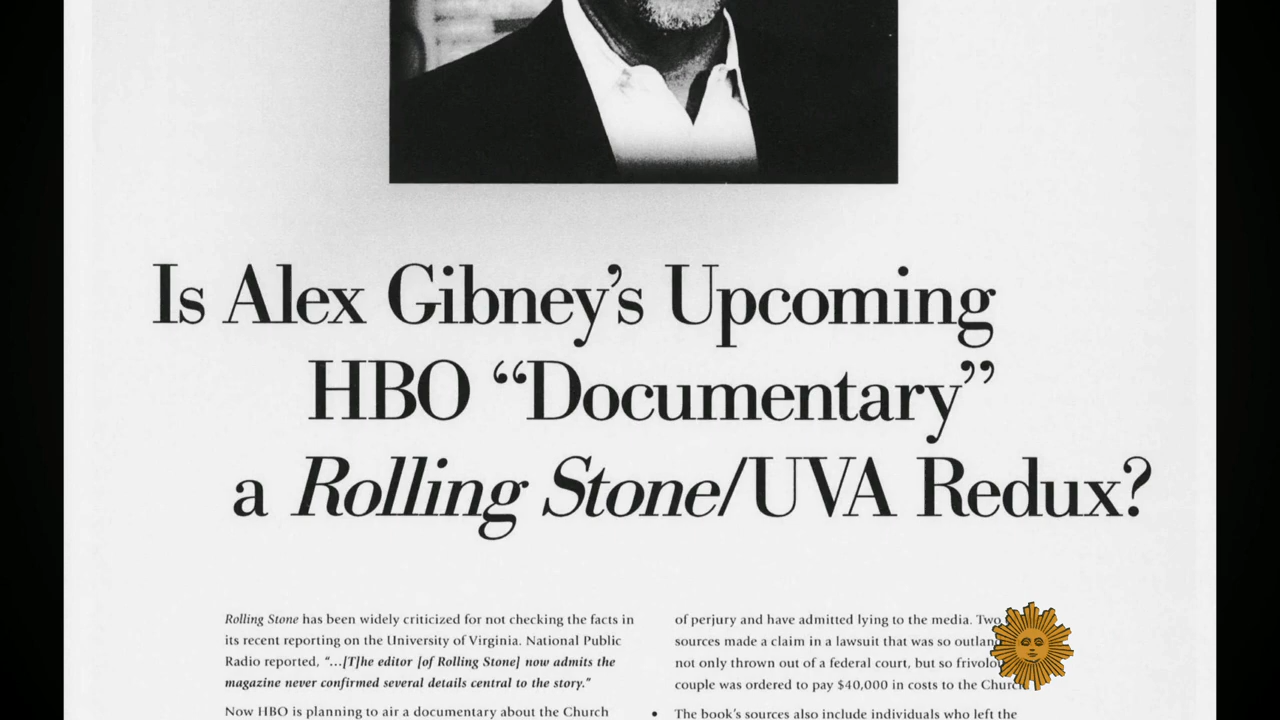 Is Alex Gibney’s Upcoming
HBO “Documentary”
a Rolling Stone/UVA Redux?
Rolling Stone has been widely criticized for not checking the facts in
its recent reporting on the University of Virginia. National Public
Radio reported, “...[T]he editor [of Rolling Stone] now admits the
magazine never confirmed several details central to the story.”
Now HBO is planning to air a documentary about the Church
of perjury and have admitted lying to the media. Two
sources made a claim in a lawsuit that was so
not only thrown out of a federal court, but so
couple was ordered to pay $40,000 in costs to the Church
• The book’s sources also include individuals who left the